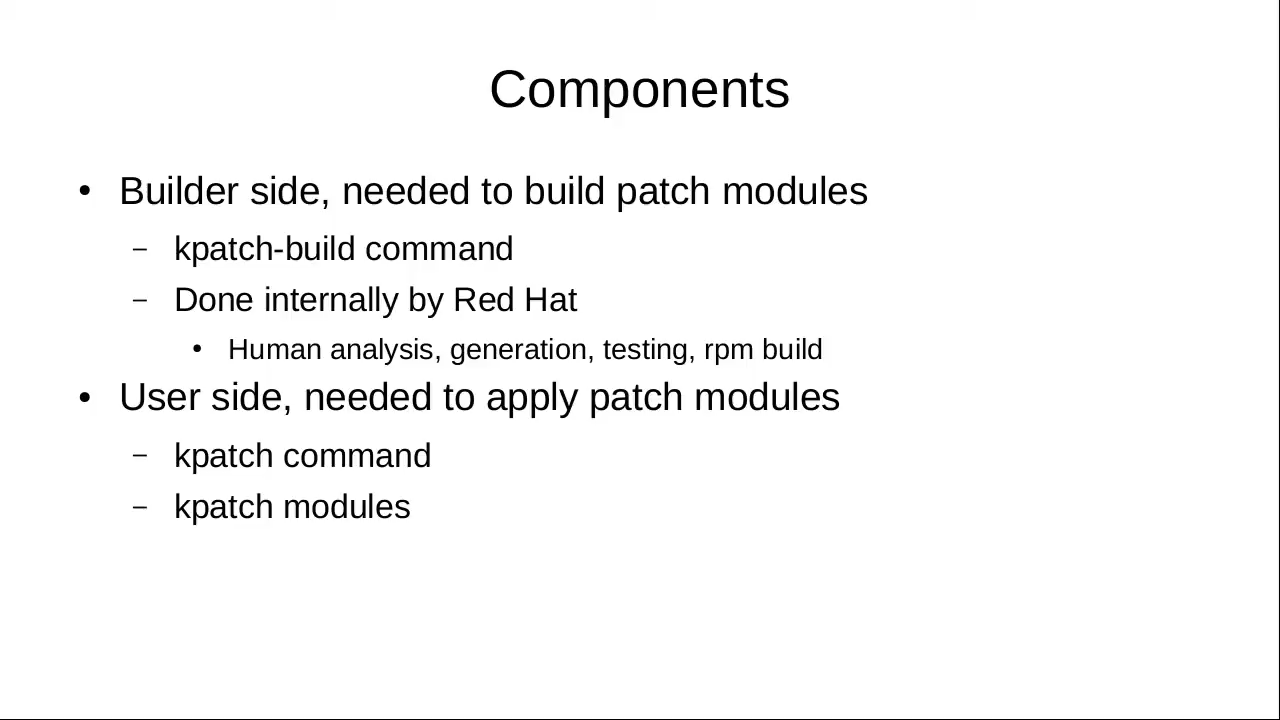 Components
• Builder side, needed to build patch modules
– kpatch-build command
– Done internally by Red Hat
• Human analysis, generation, testing, rpm build
• User side, needed to apply patch modules
– kpatch command
– kpatch modules